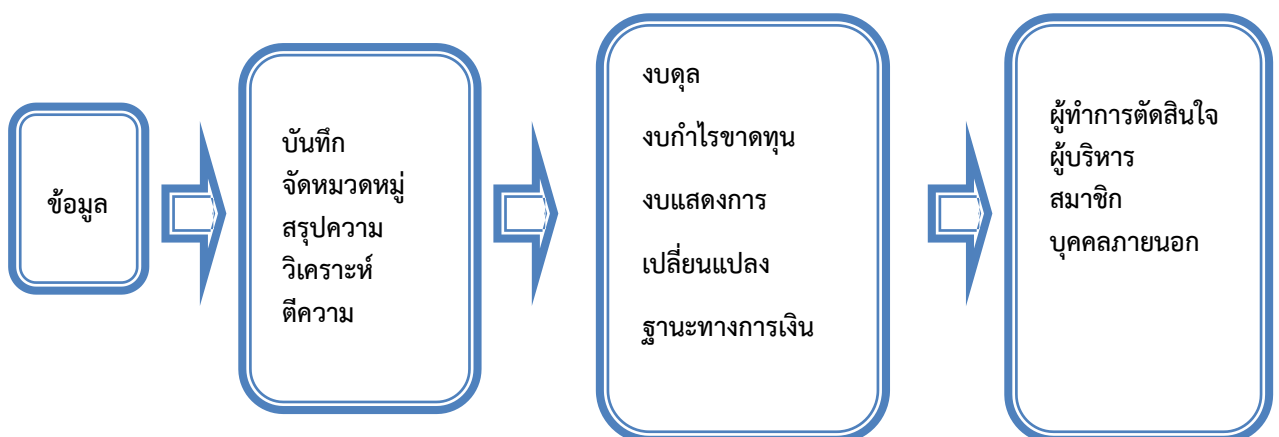 ข้อมูล
บันทึก
จัดหมวดหมู่
สรุปความ
วิเคราะห์
ตีความ
งบดุล
งบกำไรขาดทุน
งบแสดงการ
เปลี่ยนแปลง
ฐานะทางการเงิน
ผู้ทำการตัดสินใจ
ผู้บริหาร
สมาชิก
บุคคลภายนอก